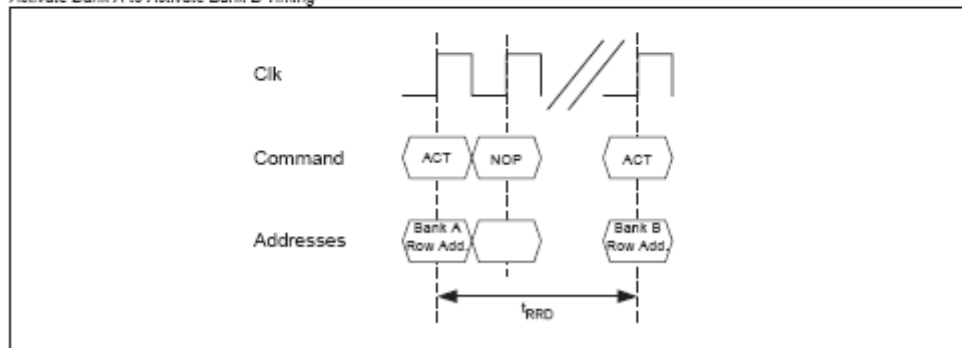 Activate Bank A to Activate Bank B Timing
Clk
Command
ACT
NOP
ACT
Addresses
Bank A
Row Add.
Bank B
Row Add.
tRRD